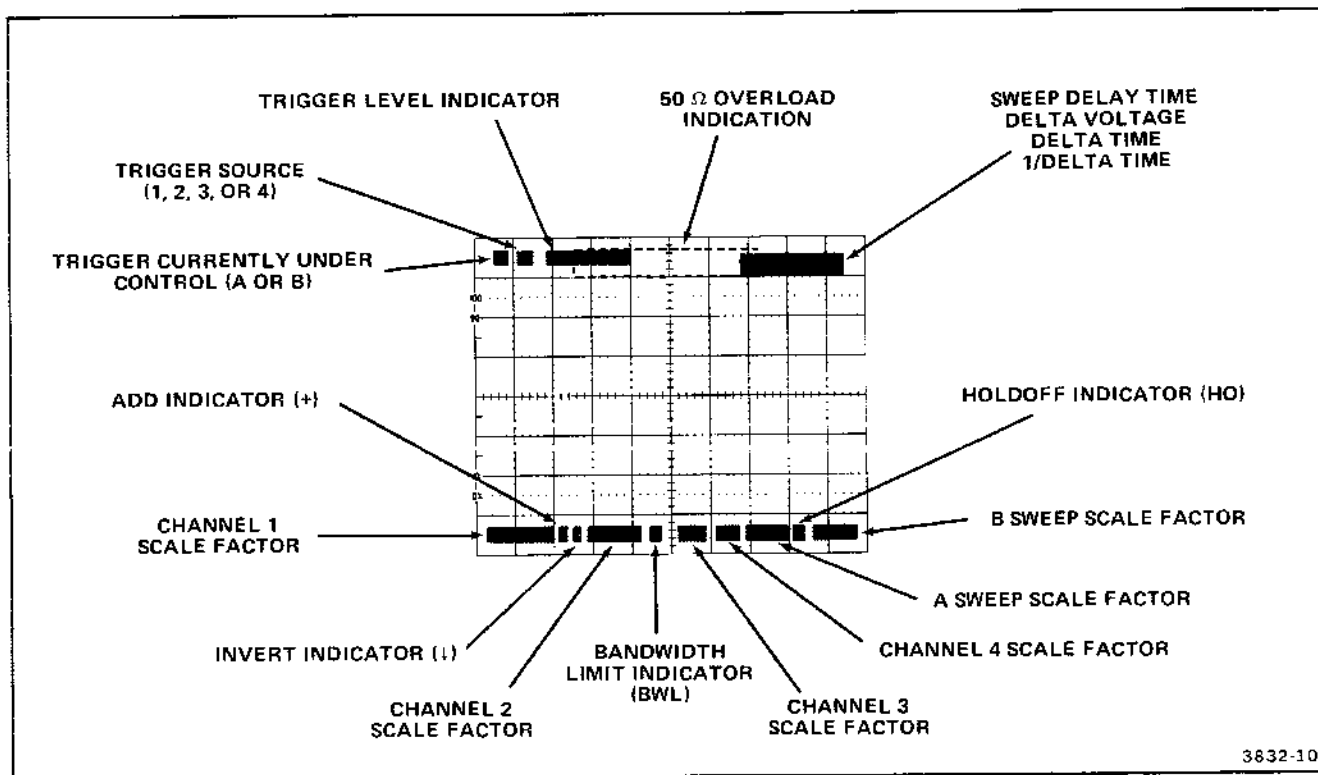 TRIGGER LEVEL INDICATOR
50 Ω OVERLOAD
INDICATION
SWEEP DELAY TIME
DELTA VOLTAGE
DELTA TIME
1/DELTA TIME
TRIGGER SOURCE
(1, 2, 3, OR 4)
TRIGGER CURRENTLY UNDER
CONTROL (A OR B)
ADD INDICATOR (+)
HOLDOFF INDICATOR (HO)
CHANNEL 1
SCALE FACTOR
B SWEEP SCALE FACTOR
A SWEEP SCALE FACTOR
INVERT INDICATOR (↓)
BANDWIDTH
LIMIT INDICATOR
(BWL)
CHANNEL 4 SCALE FACTOR
CHANNEL 2
SCALE FACTOR
CHANNEL 3
SCALE FACTOR
3832-10